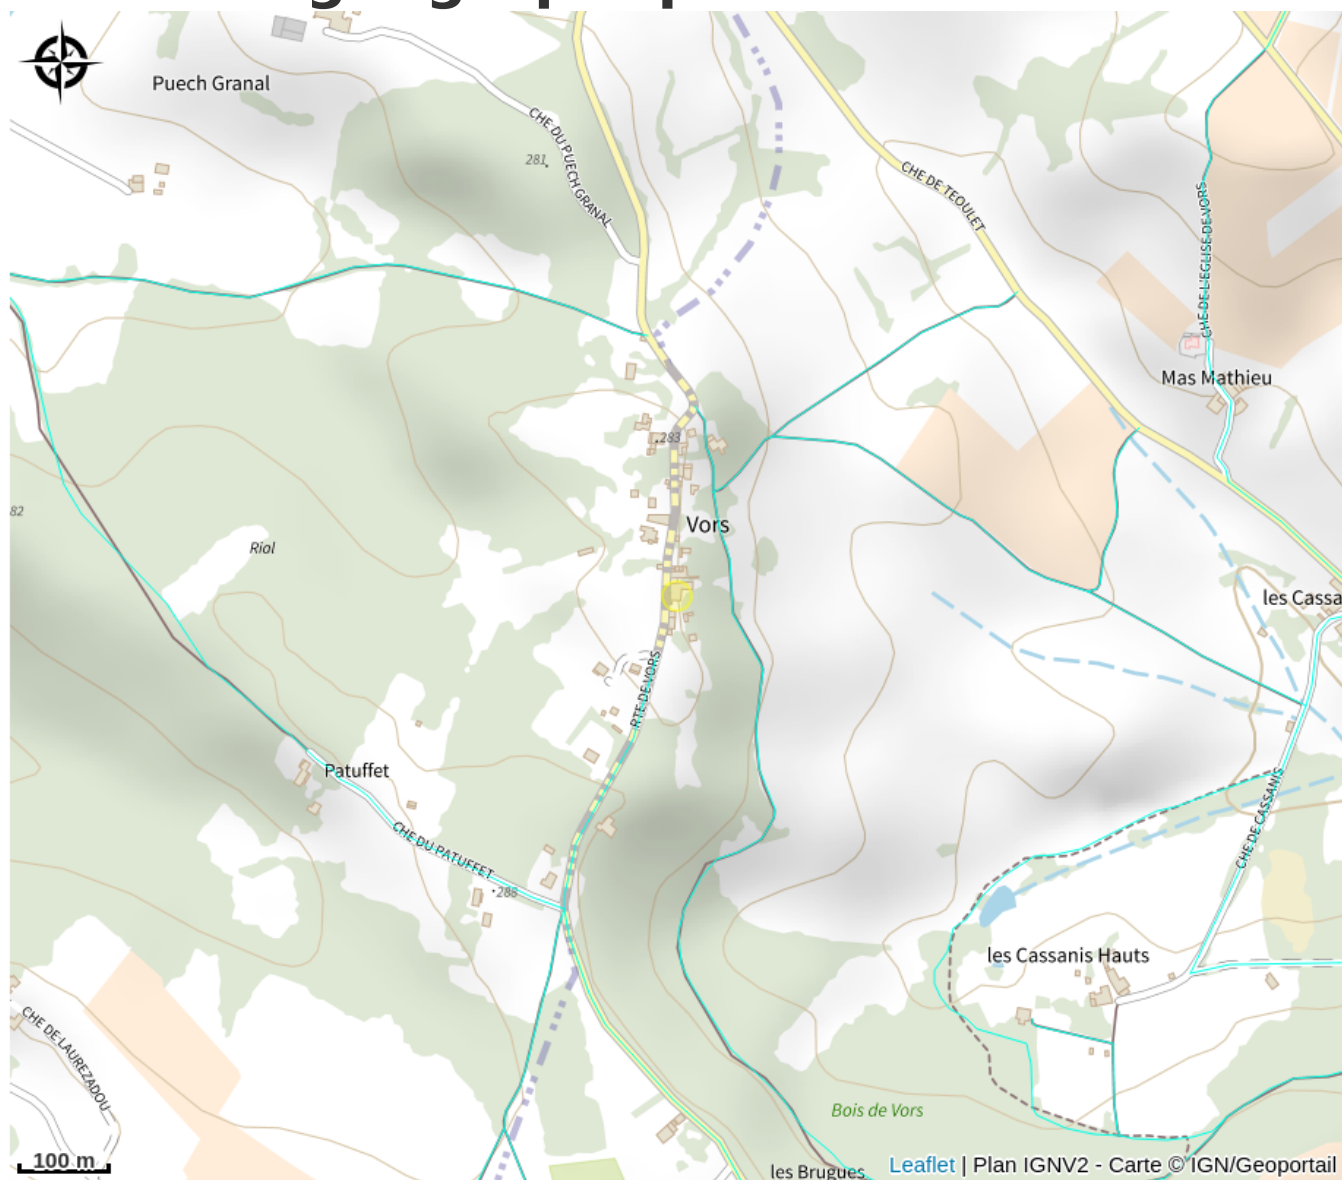 Puech Granal
CHE DU PUECH GRANAL
281
CHE DE TEOULET
CHE DE L'EGLISE DE VORS
Mas Mathieu
283
82
Vors
Rial
les Cassa
RTE DE VORS
Patuffet
CHE DU PATUFFET
CHE DE CASSANIS
288
les Cassanis Hauts
CHE DE LAUREZADOU
Bois de Vors
100 m
les Brugues
Leaflet | Plan IGNV2 - Carte © IGN/Geoportail